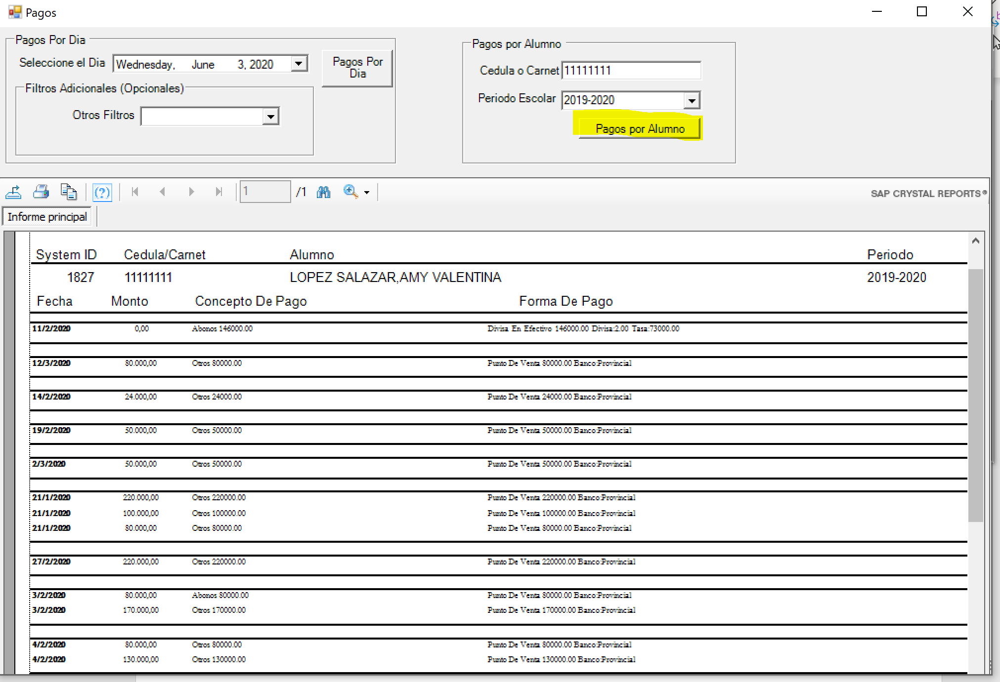 Pagos
Pagos Por Dia
Seleccione el Dia Wednesday, June 3, 2020
Pagos Por
Dia
Filtros Adicionales (Opcionales)
Otros Filtros
Pagos por Alumno
Cedula o Carnet 11111111
Periodo Escolar 2019-2020
Pagos por Alumno
1 /1 SAP CRYSTAL REPORTS®
Informe principal
System ID Cedula/Carnet Alumno Periodo
1827 11111111 LOPEZ SALAZAR,AMY VALENTINA 2019-2020
Fecha Monto Concepto De Pago Forma De Pago
11/2/2020 0,00 Abonos 146000.00 Divisa En Efectivo 146000.00 Divisa:2.00 Tasa:73000.00
12/3/2020 80.000,00 Otros 80000.00 Punto De Venta 80000.00 Banco:Provincial
14/2/2020 24.000,00 Otros 24000.00 Punto De Venta 24000.00 Banco:Provincial
19/2/2020 50.000,00 Otros 50000.00 Punto De Venta 50000.00 Banco:Provincial
2/3/2020 50.000,00 Otros 50000.00 Punto De Venta 50000.00 Banco:Provincial
21/1/2020 220.000,00 Otros 220000.00 Punto De Venta 220000.00 Banco:Provincial
21/1/2020 100.000,00 Otros 100000.00 Punto De Venta 100000.00 Banco:Provincial
21/1/2020 80.000,00 Otros 80000.00 Punto De Venta 80000.00 Banco:Provincial
27/2/2020 220.000,00 Otros 220000.00 Punto De Venta 220000.00 Banco:Provincial
3/2/2020 80.000,00 Abonos 80000.00 Punto De Venta 80000.00 Banco:Provincial
3/2/2020 170.000,00 Otros 170000.00 Punto De Venta 170000.00 Banco:Provincial
4/2/2020 80.000,00 Otros 80000.00 Punto De Venta 80000.00 Banco:Provincial
4/2/2020 130.000,00 Otros 130000.00 Punto De Venta 130000.00 Banco:Provincial